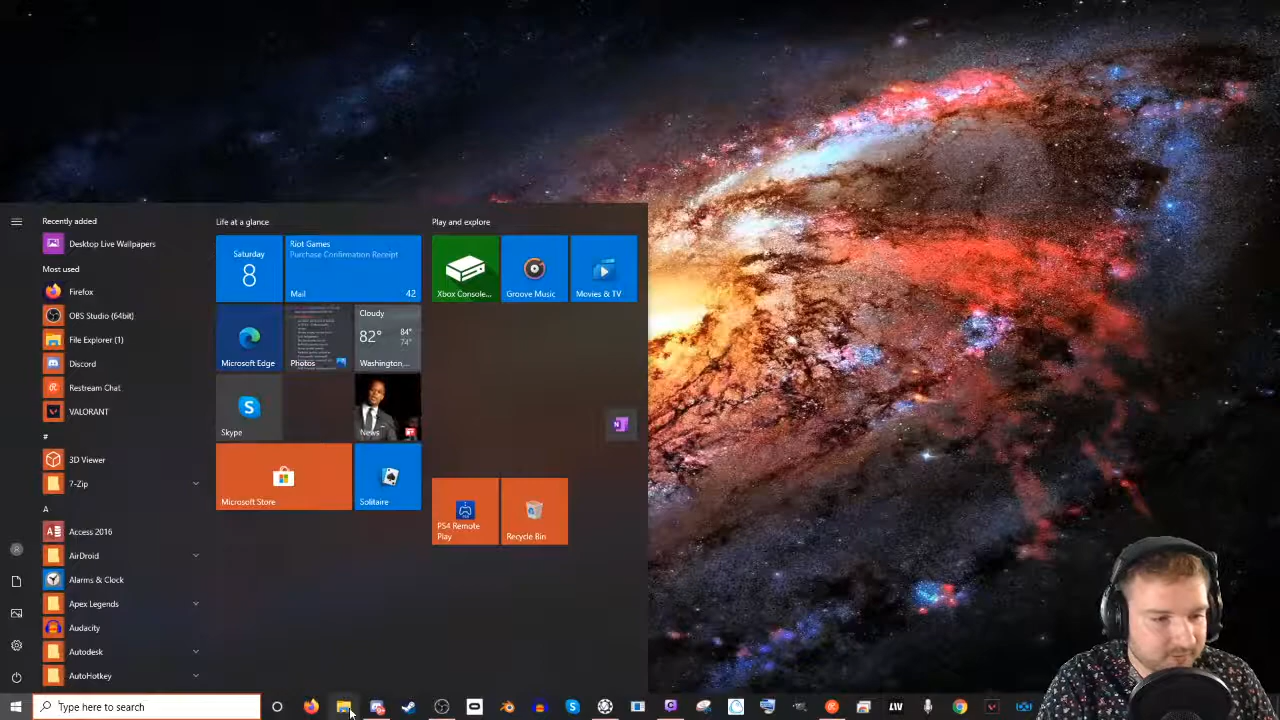 Recently added
Desktop Live Wallpapers
Most used
Firefox
OBS Studio (64bit)
File Explorer (1)
Discord
Restream Chat
VALORANT
#
3D Viewer
7-Zip
A
Access 2016
AirDroid
Alarms & Clock
Apex Legends
Audacity
Autodesk
AutoHotkey
Life at a glance
Saturday
8
Riot Games
Purchase Confirmation Receipt
Mail
42
Microsoft Edge
Photos
Cloudy
82°
84°
74°
Washington,...
Skype
News
Microsoft Store
Solitaire
Play and explore
Xbox Console...
Groove Music
Movies & TV
PS4 Remote
Play
Recycle Bin
Type here to search
LW